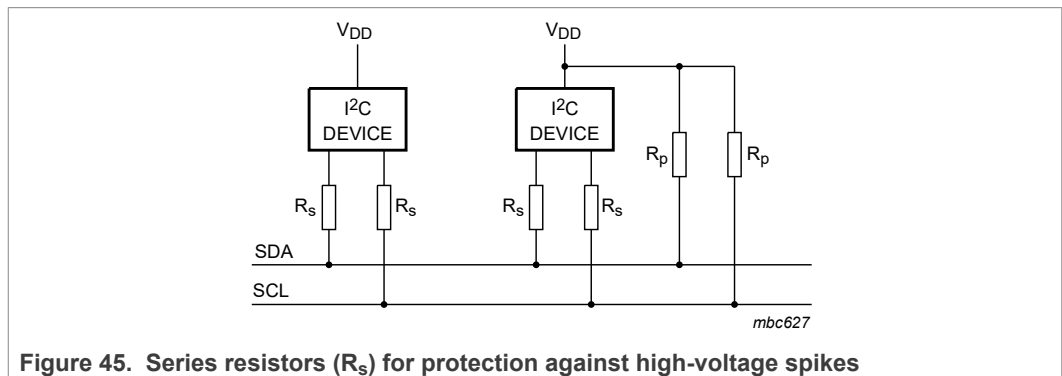 VDD VDD
I2C I2C
DEVICE DEVICE
Rp Rp
Rs Rs Rs Rs
SDA
SCL
mbc627
Figure 45. Series resistors (Rs) for protection against high-voltage spikes